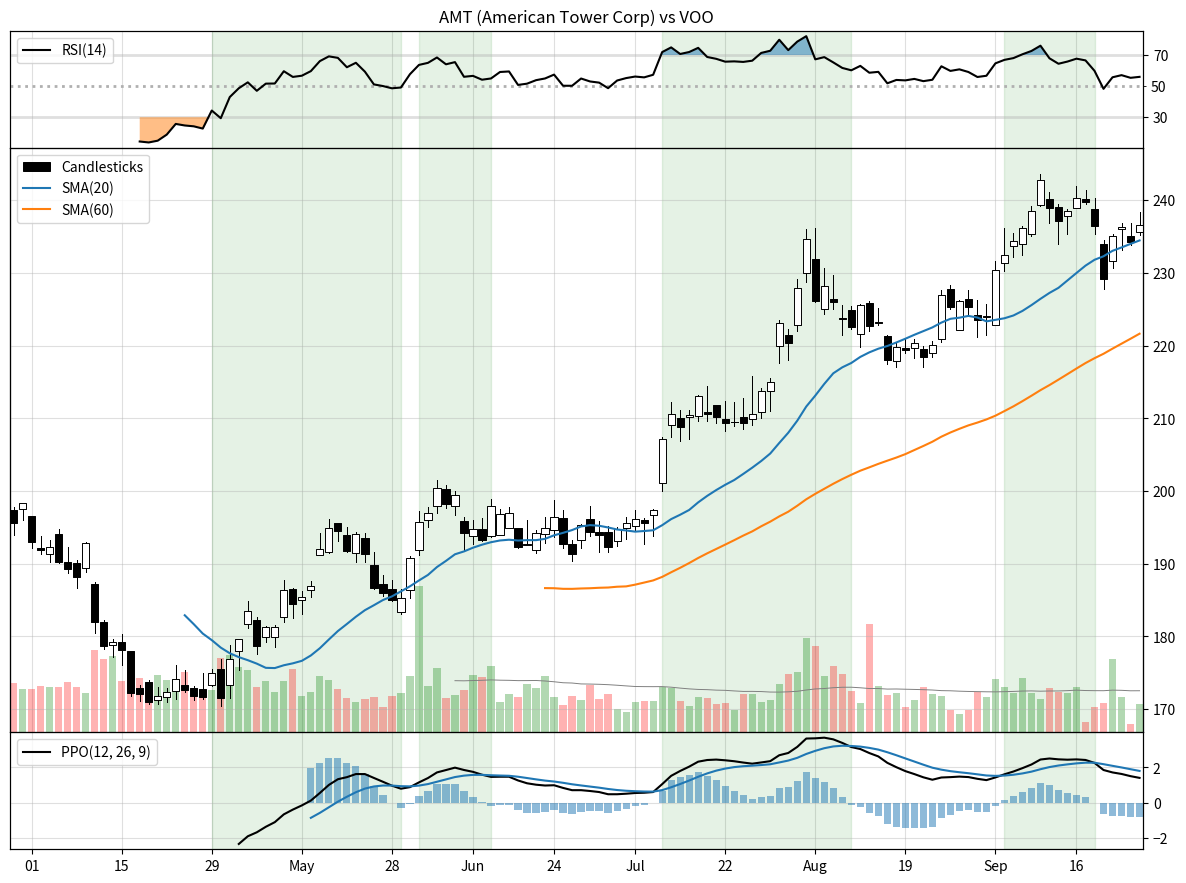 AMT (American Tower Corp) vs VOO
RSI(14)
70
50
30
Candlesticks
SMA(20)
SMA(60)
240
230
220
210
200
190
180
170
PPO(12, 26, 9)
2
0
−2
01 15 29 May 28 Jun 24 Jul 22 Aug 19 Sep 16